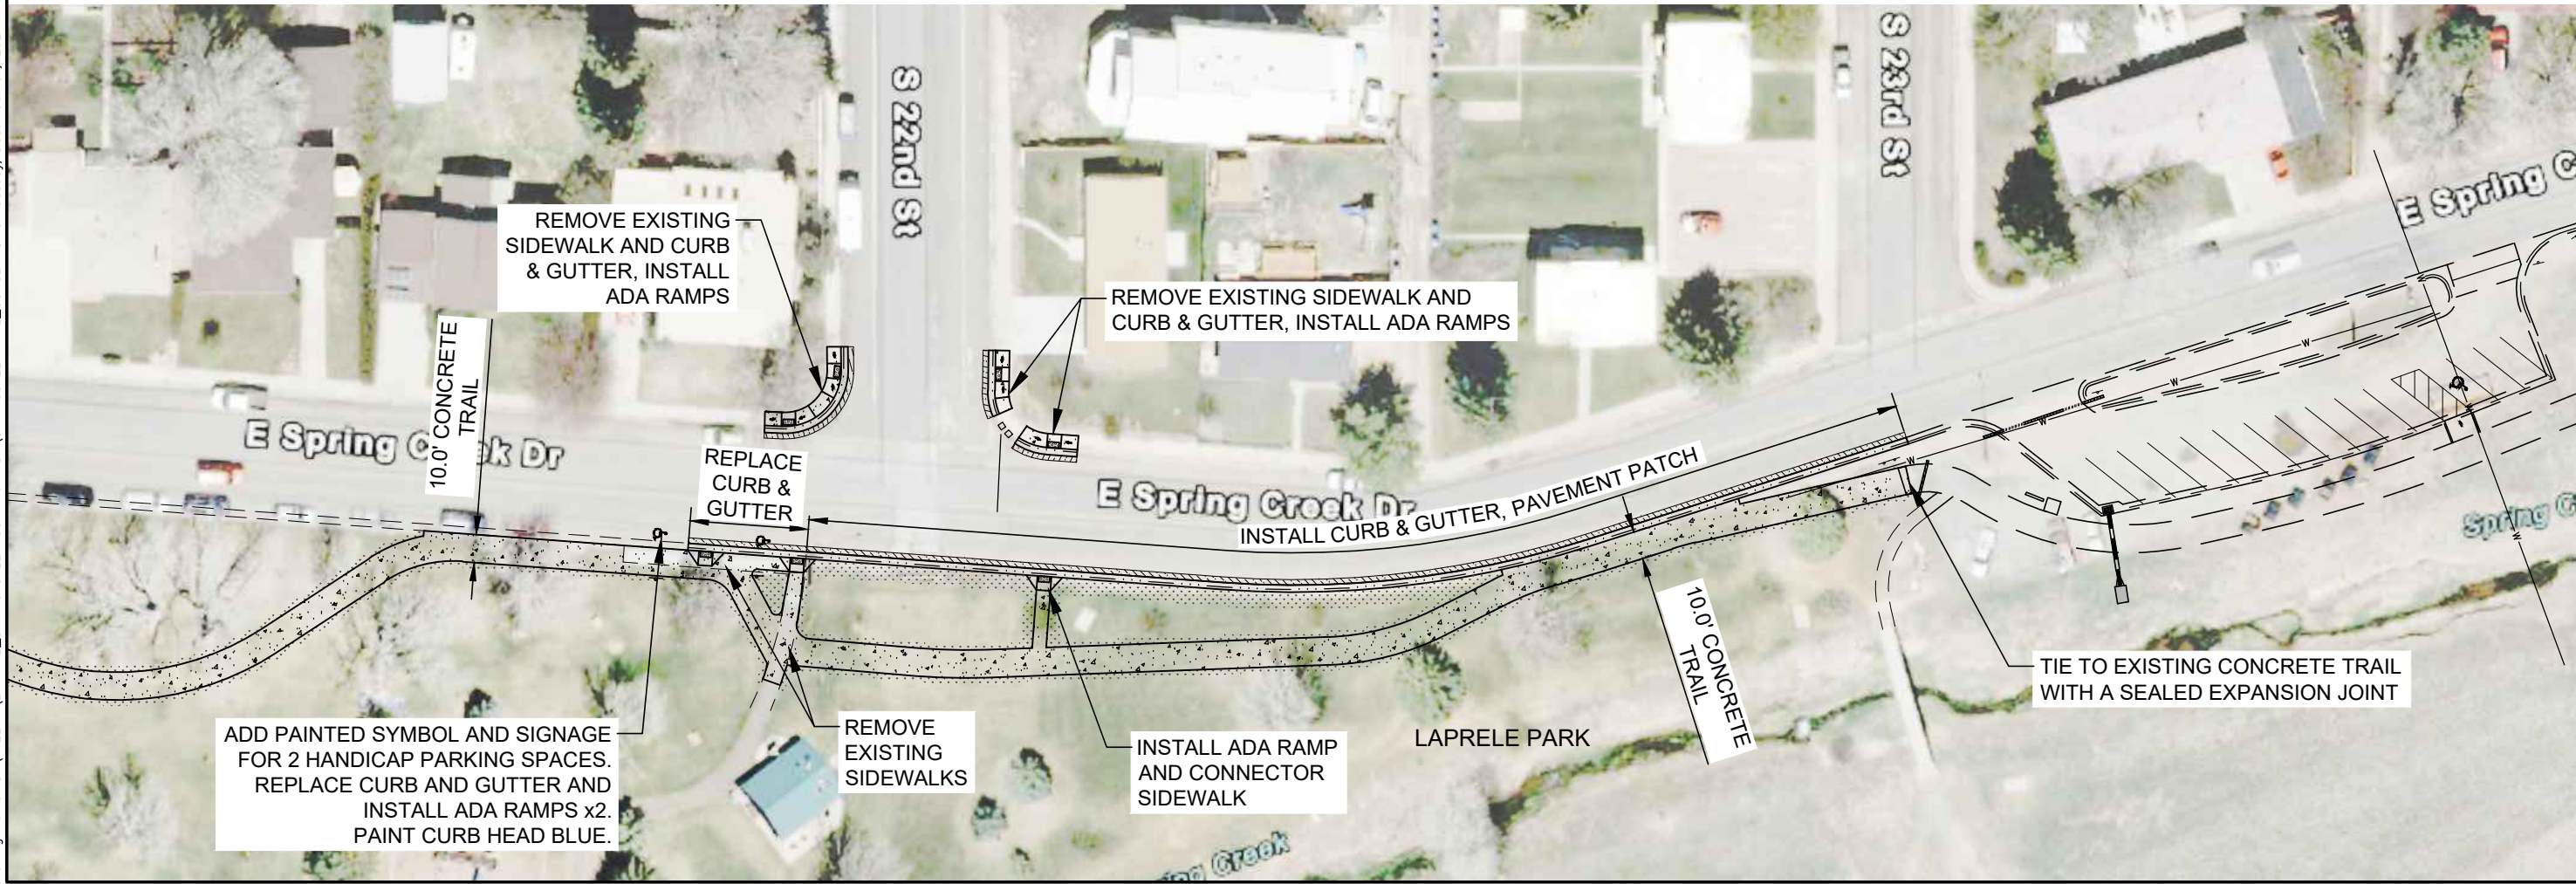 S 22nd St
S 23rd St
E Spring C
REMOVE EXISTING
SIDEWALK AND CURB
& GUTTER, INSTALL
ADA RAMPS
REMOVE EXISTING SIDEWALK AND
CURB & GUTTER, INSTALL ADA RAMPS
10.0' CONCRETE
TRAIL
E Spring C ek Dr
REPLACE
CURB &
GUTTER
E Spring Creek Dr
INSTALL CURB & GUTTER, PAVEMENT PATCH
W
W
W
W
W
Spring C
10.0' CONCRETE
TRAIL
TIE TO EXISTING CONCRETE TRAIL
WITH A SEALED EXPANSION JOINT
ADD PAINTED SYMBOL AND SIGNAGE
FOR 2 HANDICAP PARKING SPACES.
REPLACE CURB AND GUTTER AND
INSTALL ADA RAMPS x2.
PAINT CURB HEAD BLUE.
REMOVE
EXISTING
SIDEWALKS
INSTALL ADA RAMP
AND CONNECTOR
SIDEWALK
LAPRELE PARK
ng Creek